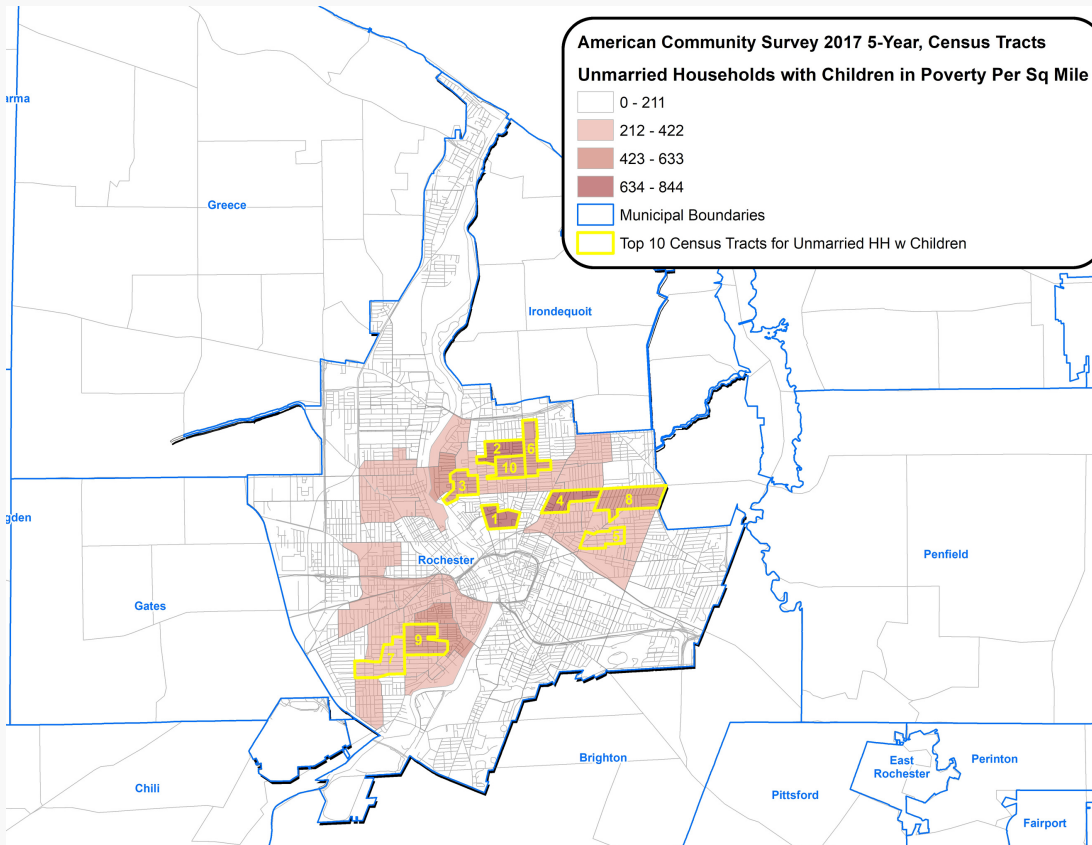 American Community Survey 2017 5-Year, Census Tracts
Unmarried Households with Children in Poverty Per Sq Mile
0 - 211
212 - 422
423 - 633
634 - 844
Municipal Boundaries
Top 10 Census Tracts for Unmarried HH w Children
arma
Greece
Irondequoit
2
6
10
3
4
8
1
gden
Rochester
Penfield
Gates
9
7
Brighton
East
Rochester
Perinton
Chili
Pittsford
Fairport